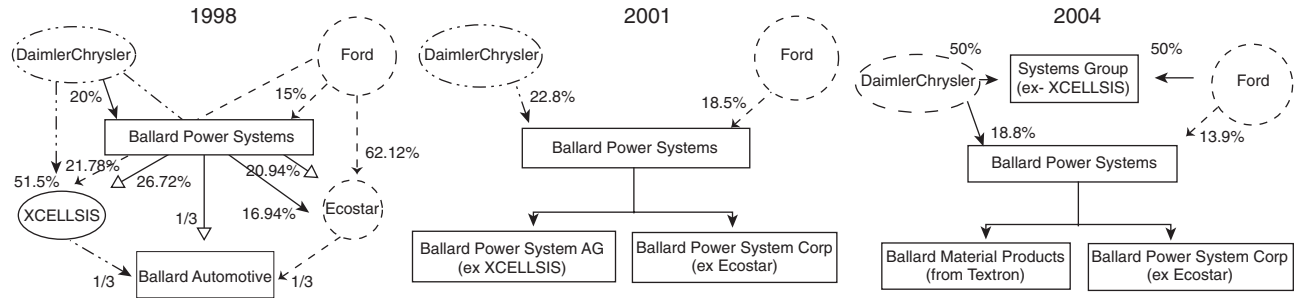 1998
DaimlerChrysler
Ford
20%
15%
Ballard Power Systems
21.78%
20.94%
62.12%
51.5%
26.72%
XCELLSIS
1/3
16.94%
Ecostar
1/3
Ballard Automotive
1/3
2001
DaimlerChrysler
Ford
22.8%
18.5%
Ballard Power Systems
Ballard Power System AG
(ex XCELLSIS)
Ballard Power System Corp
(ex Ecostar)
2004
50%
50%
DaimlerChrysler
Systems Group
(ex- XCELLSIS)
Ford
18.8%
13.9%
Ballard Power Systems
Ballard Material Products
(from Textron)
Ballard Power System Corp
(ex Ecostar)